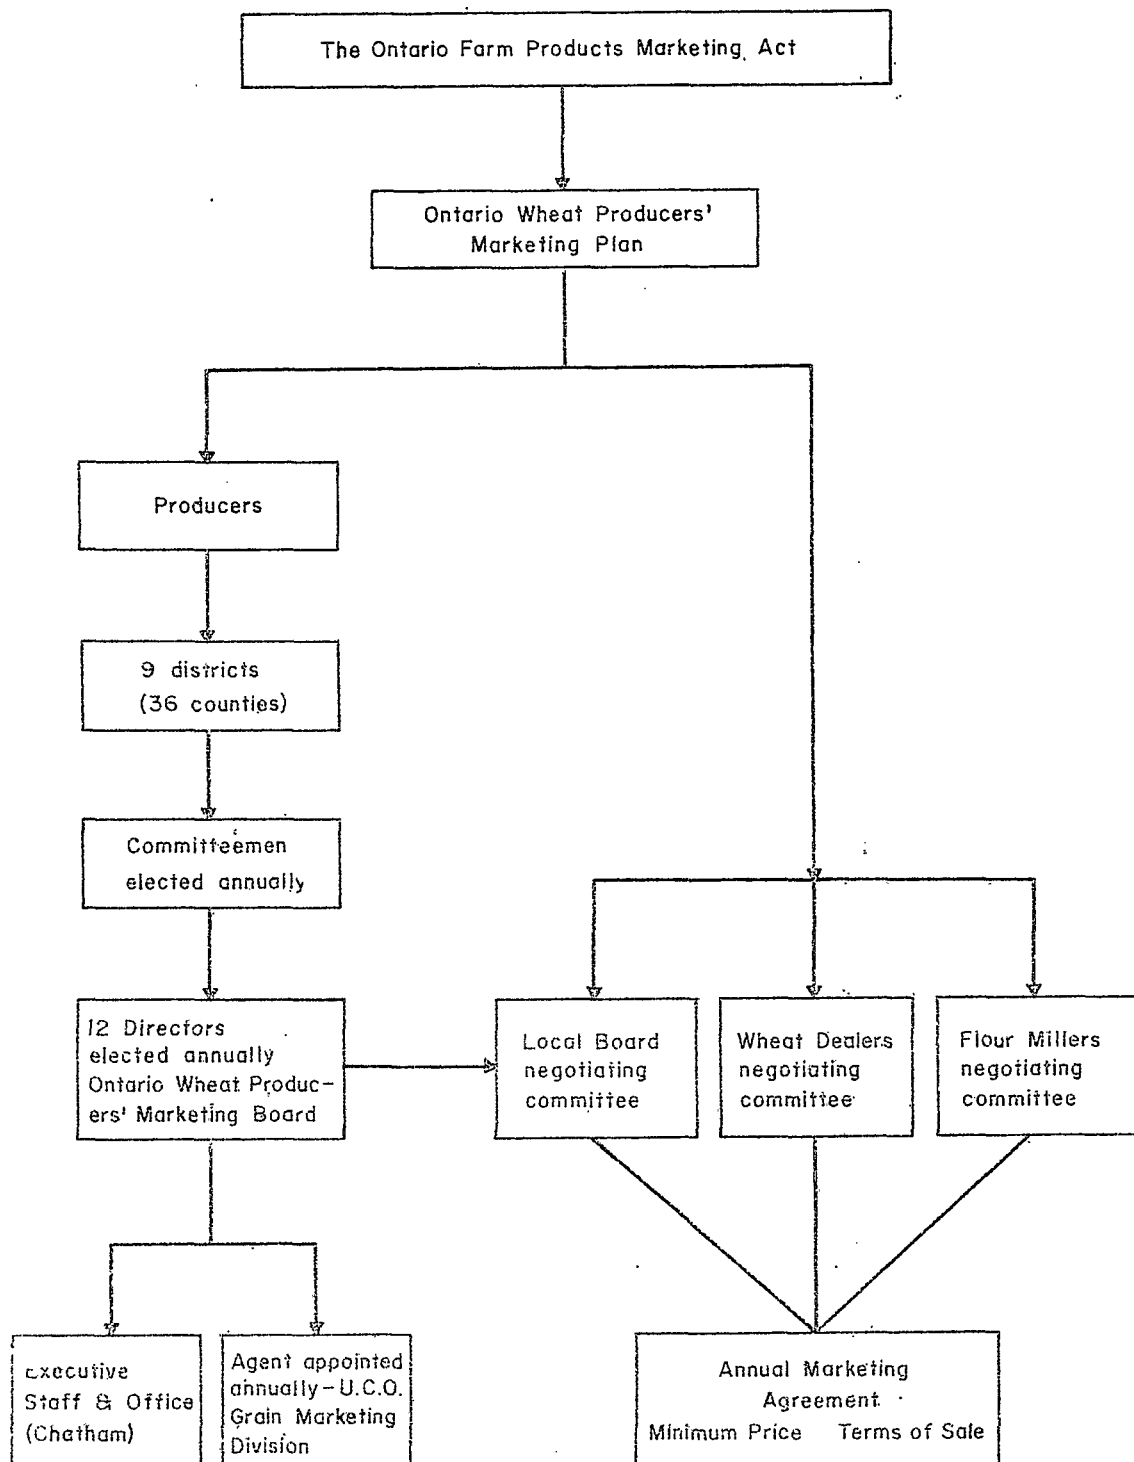 The Ontario Farm Products Marketing Act
Ontario Wheat Producers'
Marketing Plan
Producers
9 districts
(36 counties)
Committeemen
elected annually
12 Directors
elected annually
Ontario Wheat Produc-
ers' Marketing Board
Local Board
negotiating
committee
Wheat Dealers
negotiating
committee
Flour Millers
negotiating
committee
Executive
Staff & Office
(Chatham)
Agent appointed
annually - U.C.O.
Grain Marketing
Division
Annual Marketing
Agreement
Minimum Price Terms of Sale